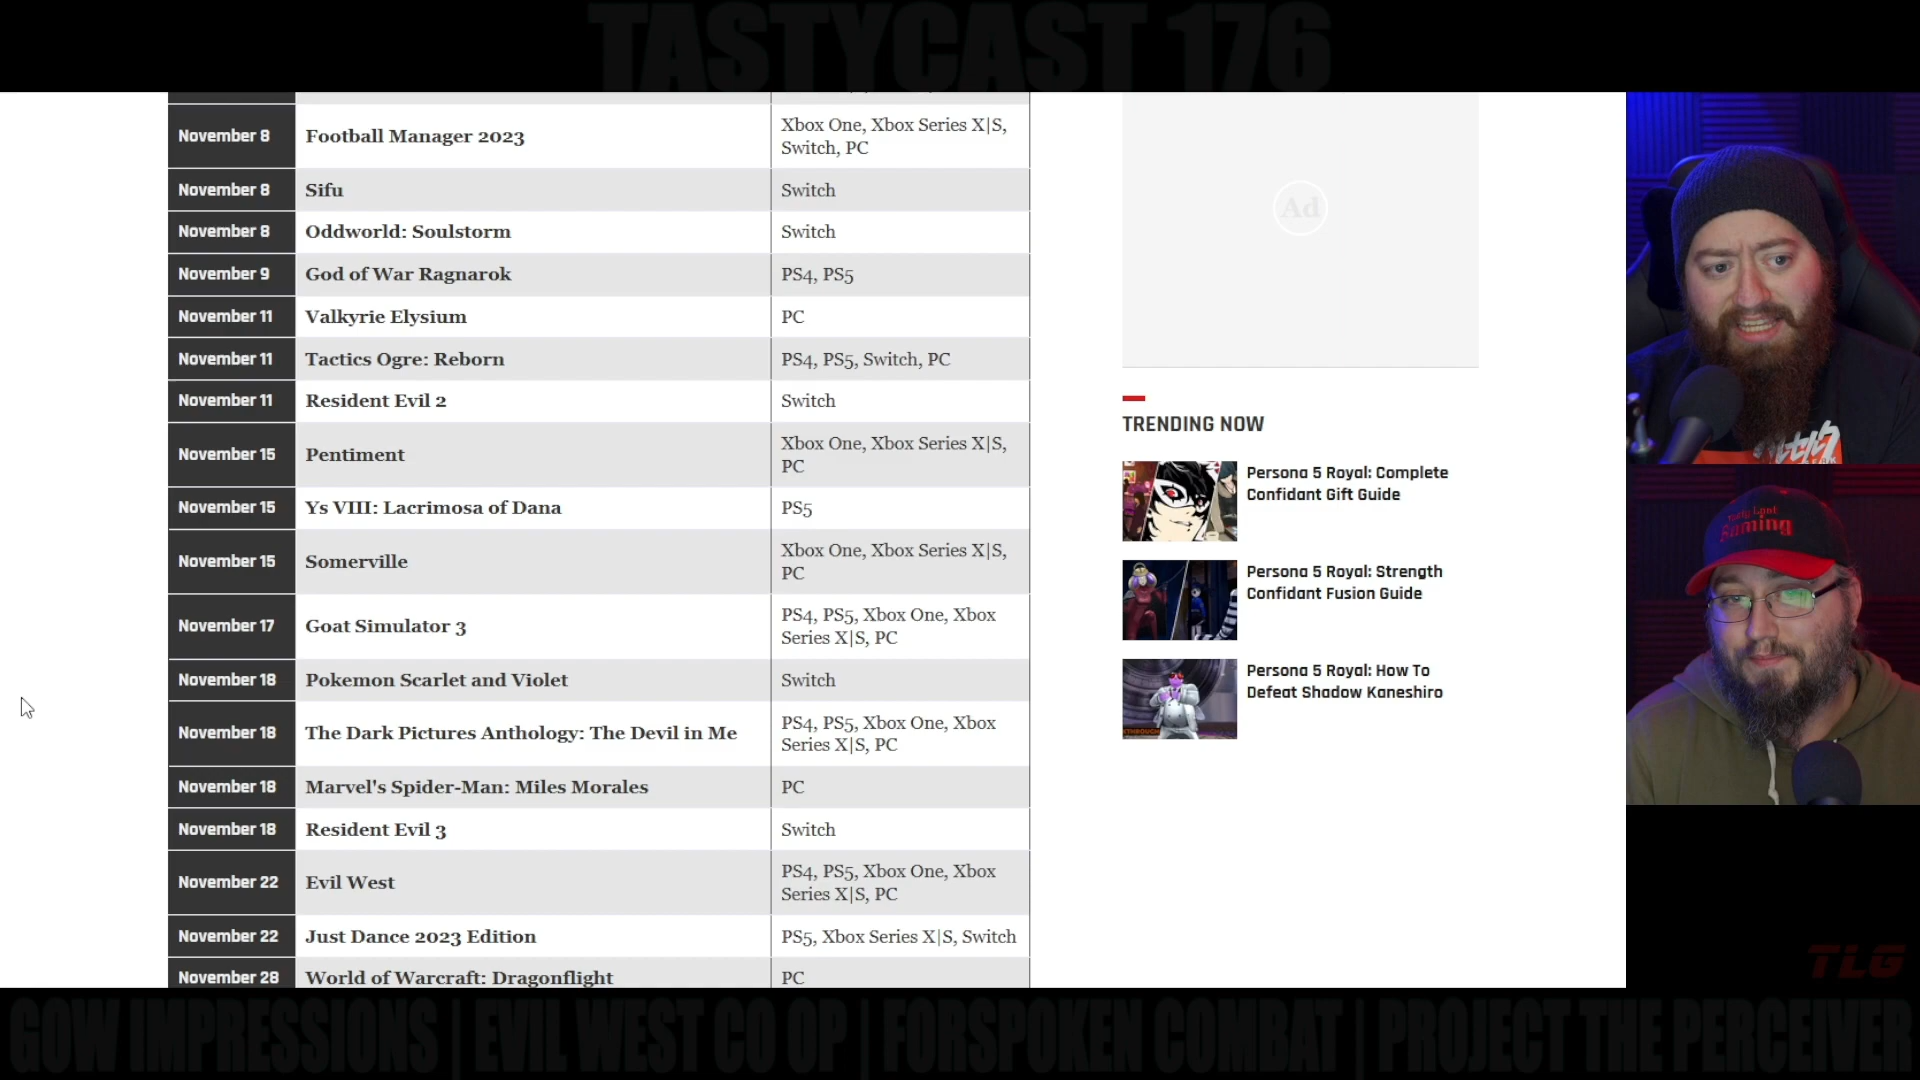 TASTYCAST 176
November 8 Football Manager 2023 Xbox One, Xbox Series X|S,
Switch, PC
November 8 Sifu Switch
November 8 Oddworld: Soulstorm Switch
November 9 God of War Ragnarok PS4, PS5
November 11 Valkyrie Elysium PC
November 11 Tactics Ogre: Reborn PS4, PS5, Switch, PC
November 11 Resident Evil 2 Switch
November 15 Pentiment Xbox One, Xbox Series X|S,
PC
November 15 Ys VIII: Lacrimosa of Dana PS5
November 15 Somerville Xbox One, Xbox Series X|S,
PC
November 17 Goat Simulator 3 PS4, PS5, Xbox One, Xbox
Series X|S, PC
November 18 Pokemon Scarlet and Violet Switch
November 18 The Dark Pictures Anthology: The Devil in Me PS4, PS5, Xbox One, Xbox
Series X|S, PC
November 18 Marvel's Spider-Man: Miles Morales PC
November 18 Resident Evil 3 Switch
November 22 Evil West PS4, PS5, Xbox One, Xbox
Series X|S, PC
November 22 Just Dance 2023 Edition PS5, Xbox Series X|S, Switch
November 28 World of Warcraft: Dragonflight PC
Ad
TRENDING NOW
Persona 5 Royal: Complete
Confidant Gift Guide
Persona 5 Royal: Strength
Confidant Fusion Guide
Persona 5 Royal: How To
Defeat Shadow Kaneshiro
Gaming
TLG
GOW IMPRESSIONS | EVIL WEST CO OP | FORSPOKEN COMBAT | PROJECT THE PERCEIVER